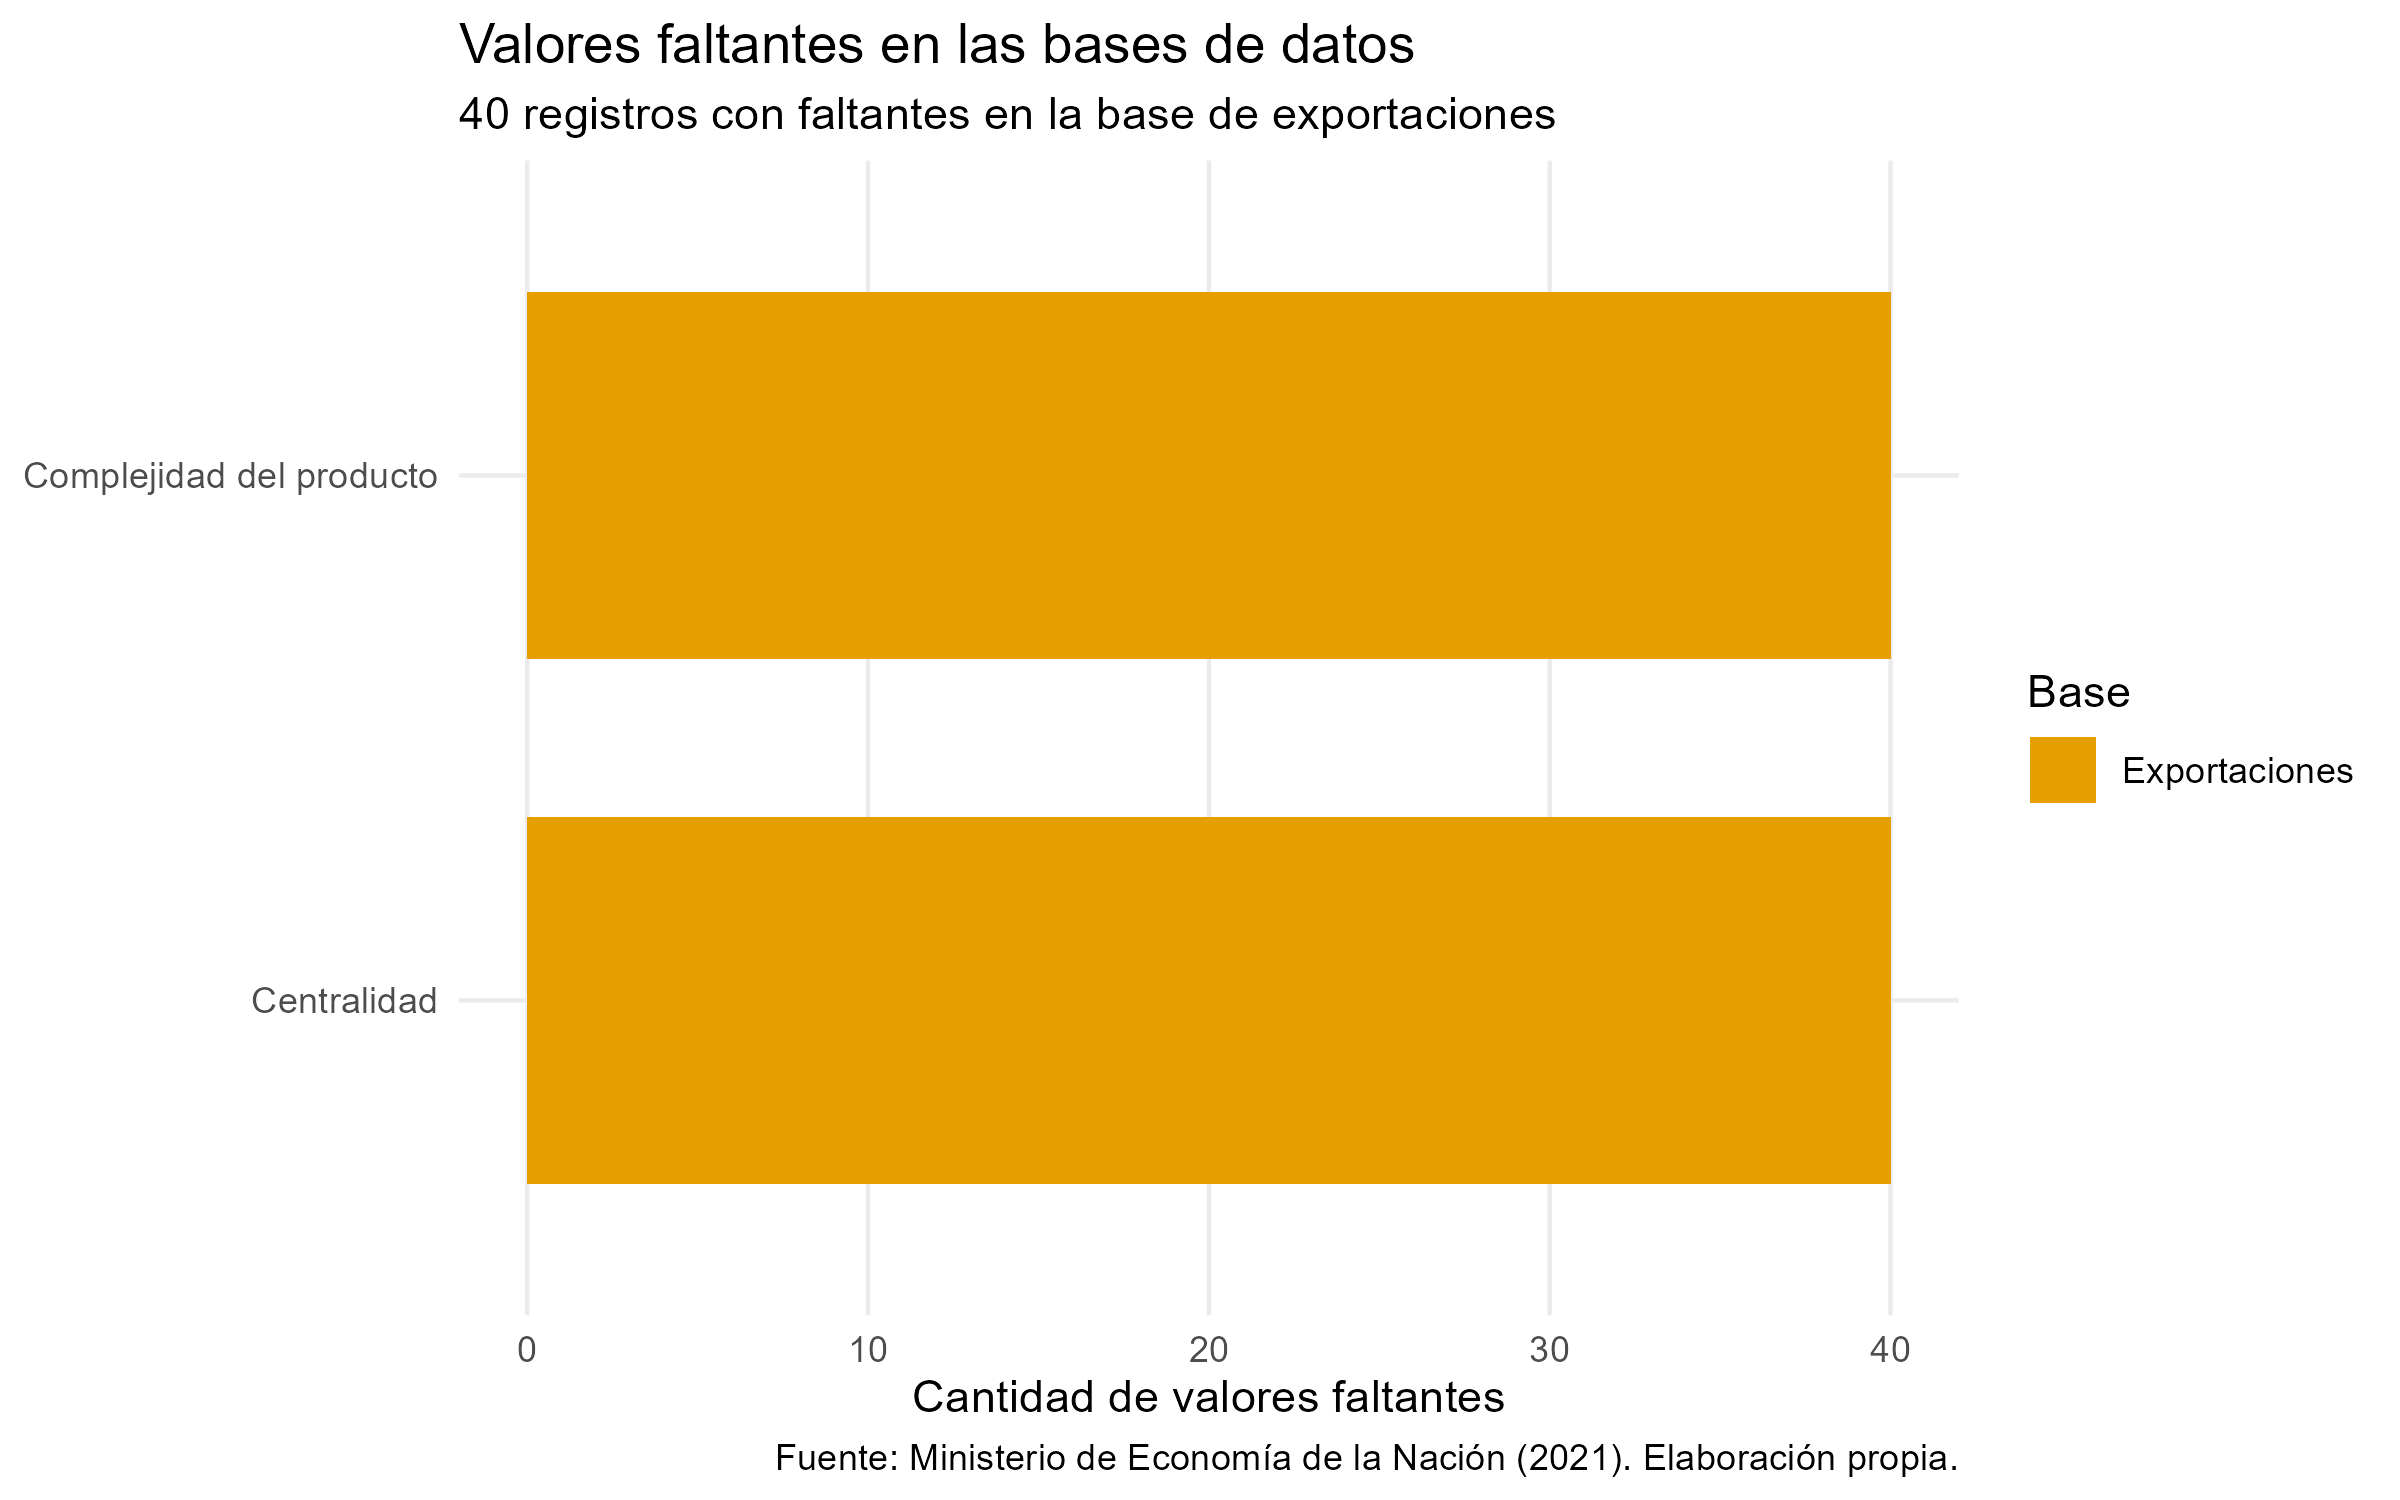 Valores faltantes en las bases de datos
40 registros con faltantes en la base de exportaciones
Complejidad del producto
Centralidad
Base
Exportaciones
0 10 20 30 40
Cantidad de valores faltantes
Fuente: Ministerio de Economía de la Nación (2021). Elaboración propia.